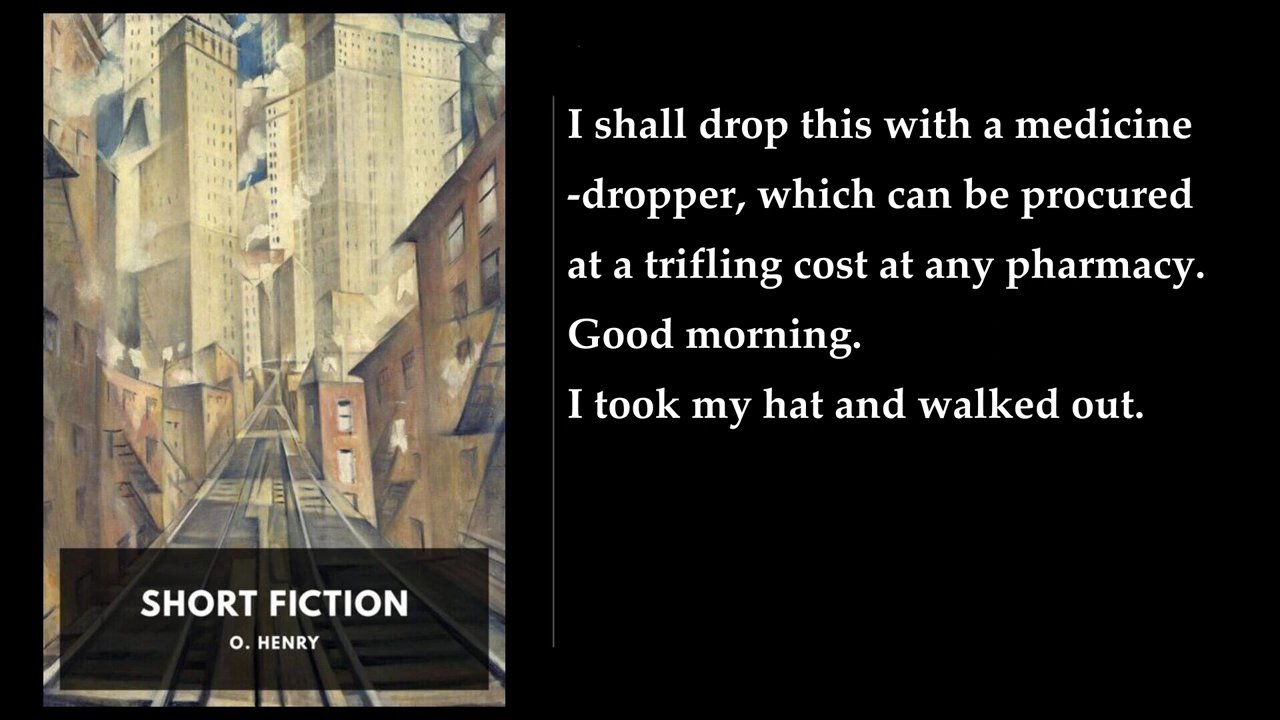 SHORT FICTION
O. HENRY
I shall drop this with a medicine
-dropper, which can be procured
at a trifling cost at any pharmacy.
Good morning.
I took my hat and walked out.